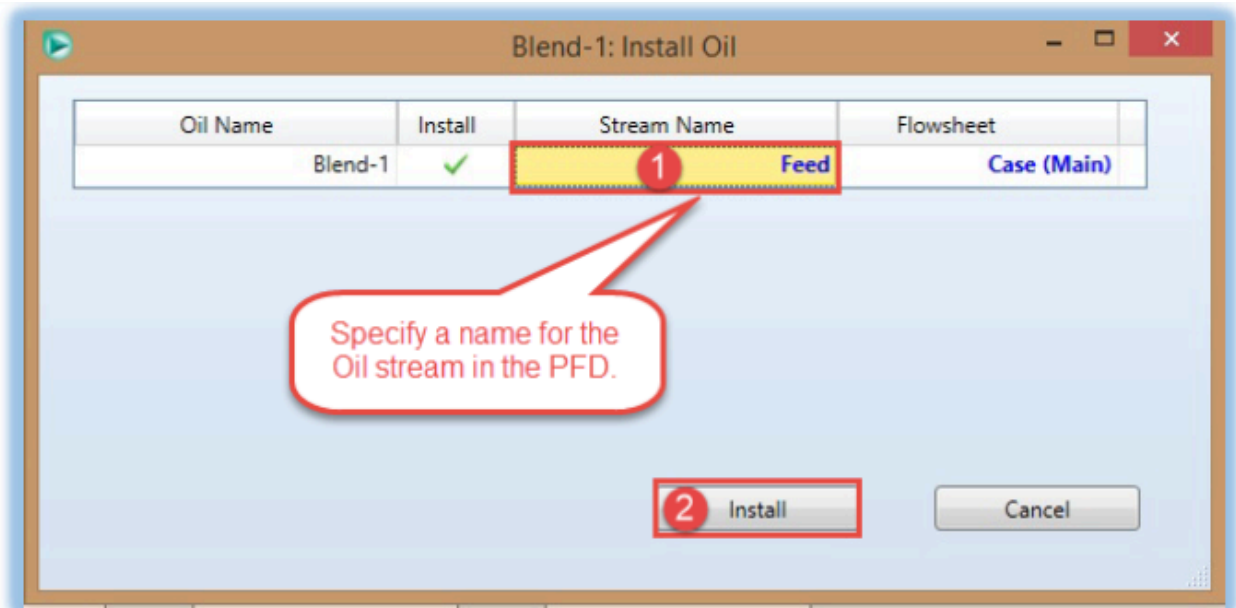 Blend-1: Install Oil
Oil Name Install Stream Name Flowsheet
Blend-1 1 Feed Case (Main)
Specify a name for the
Oil stream in the PFD.
2 Install Cancel